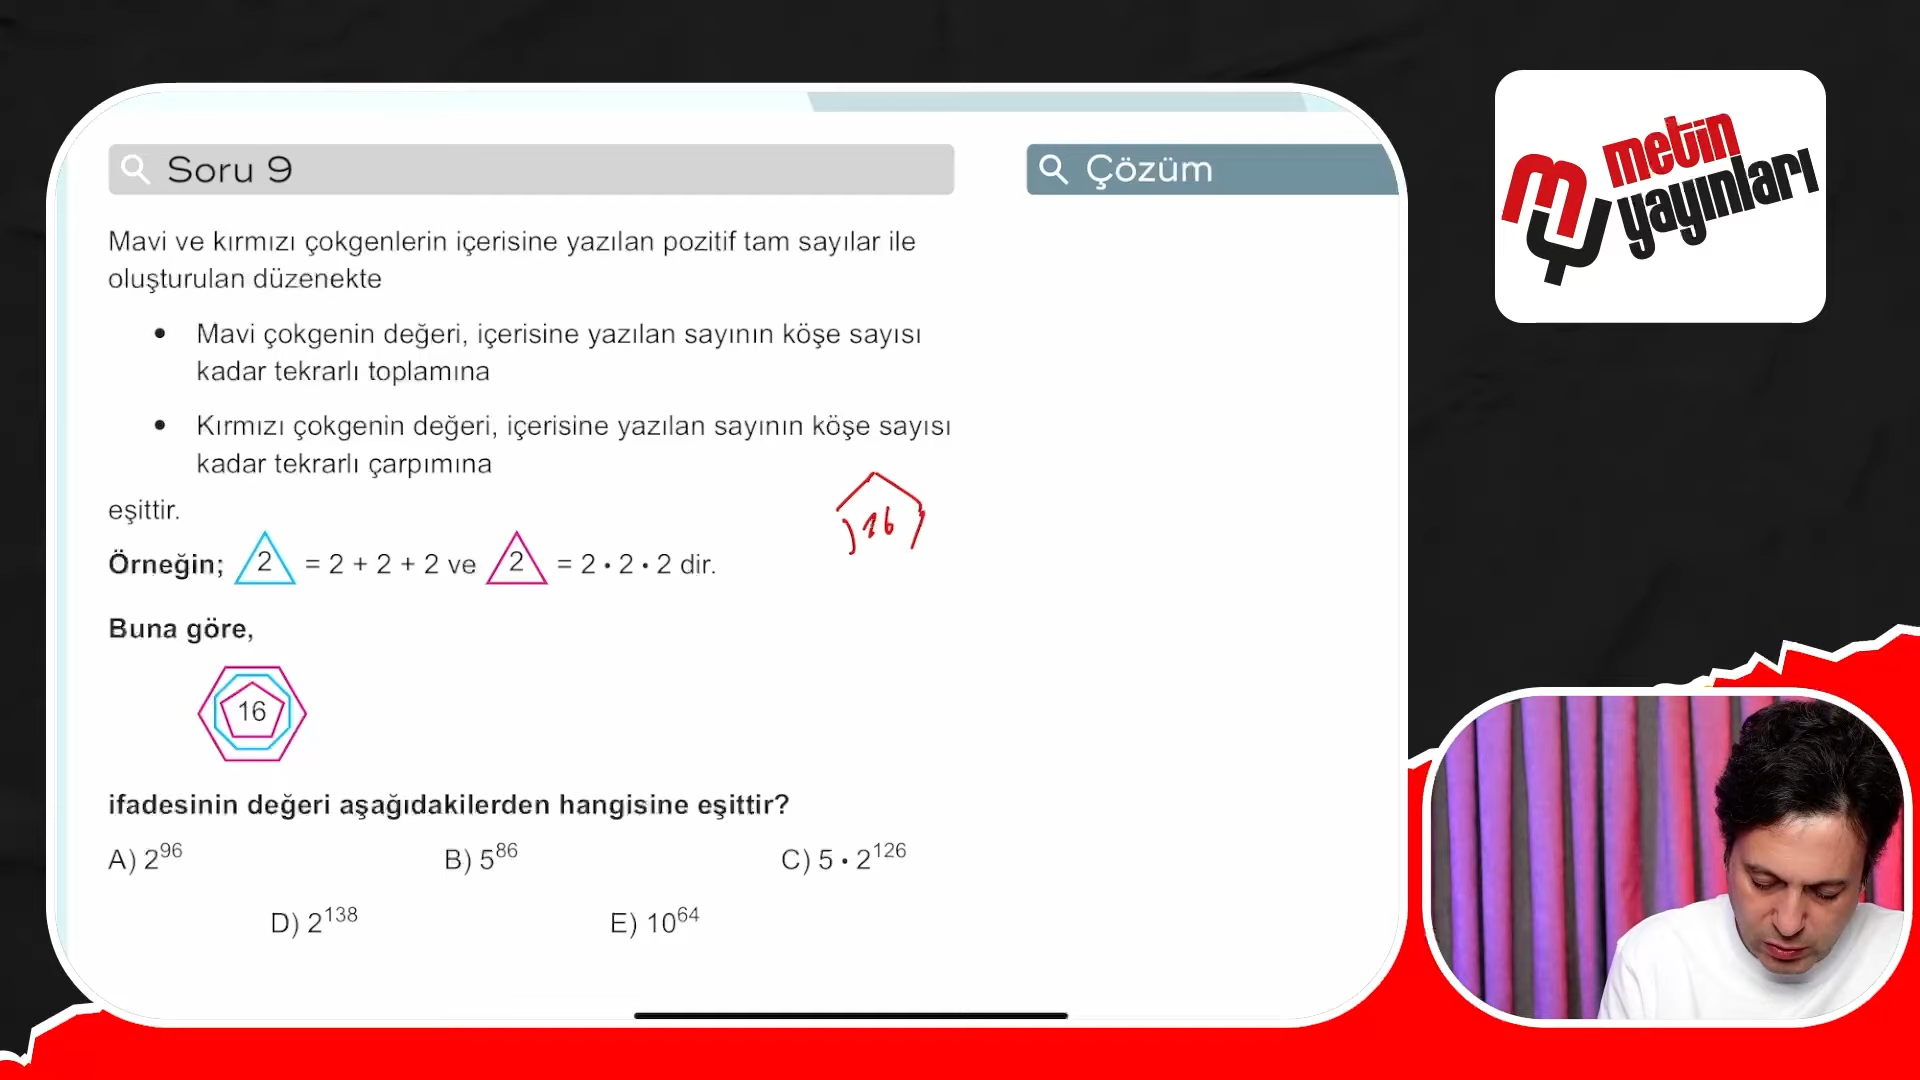 Soru 9
Mavi ve kırmızı çokgenlerin içerisine yazılan pozitif tam sayılar ile
oluşturulan düzenekte
• Mavi çokgenin değeri, içerisine yazılan sayının köşe sayısı
kadar tekrarlı toplamına
• Kırmızı çokgenin değeri, içerisine yazılan sayının köşe sayısı
kadar tekrarlı çarpımına
eşittir.
16
Örneğin; 2 = 2 + 2 + 2 ve 2 = 2 • 2 • 2 dir.
Buna göre,
16
ifadesinin değeri aşağıdakilerden hangisine eşittir?
A) 2^96 B) 5^86 C) 5 • 2^126
D) 2^138 E) 10^64
Çözüm
metin
yayınları